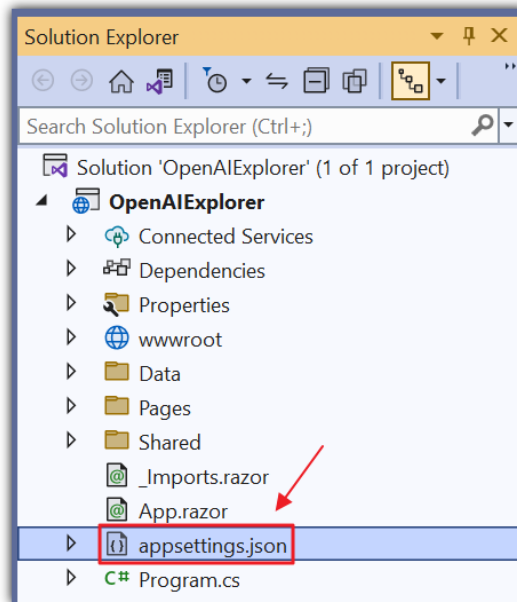 Solution Explorer
Search Solution Explorer (Ctrl+;)
Solution 'OpenAIExplorer' (1 of 1 project)
OpenAIExplorer
Connected Services
Dependencies
Properties
wwwroot
Data
Pages
Shared
_Imports.razor
App.razor
appsettings.json
C# Program.cs